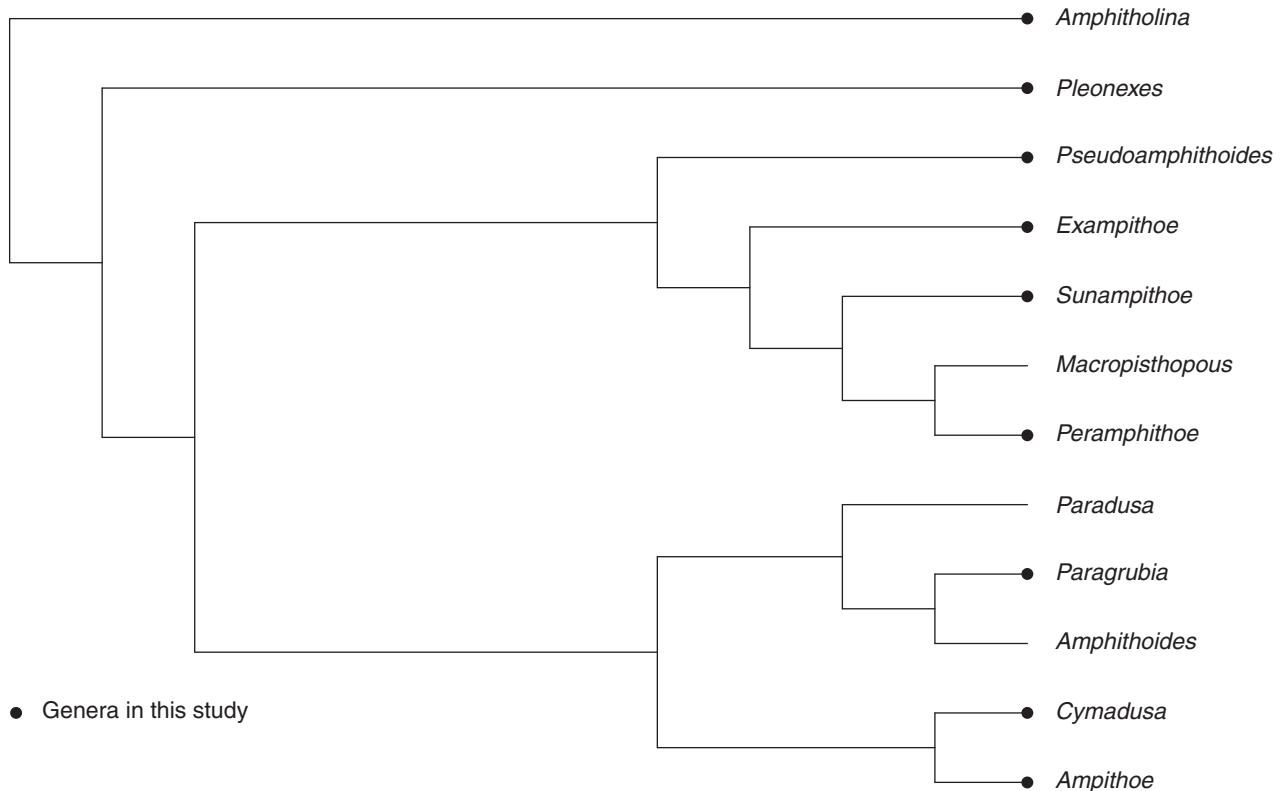 Amphitholina
Pleonexes
Pseudoamphithoides
Exampithoe
Sunampithoe
Macropisthopous
Peramphithoe
Paradusa
Paragrubia
Amphithoides
Genera in this study
Cymadusa
Ampithoe